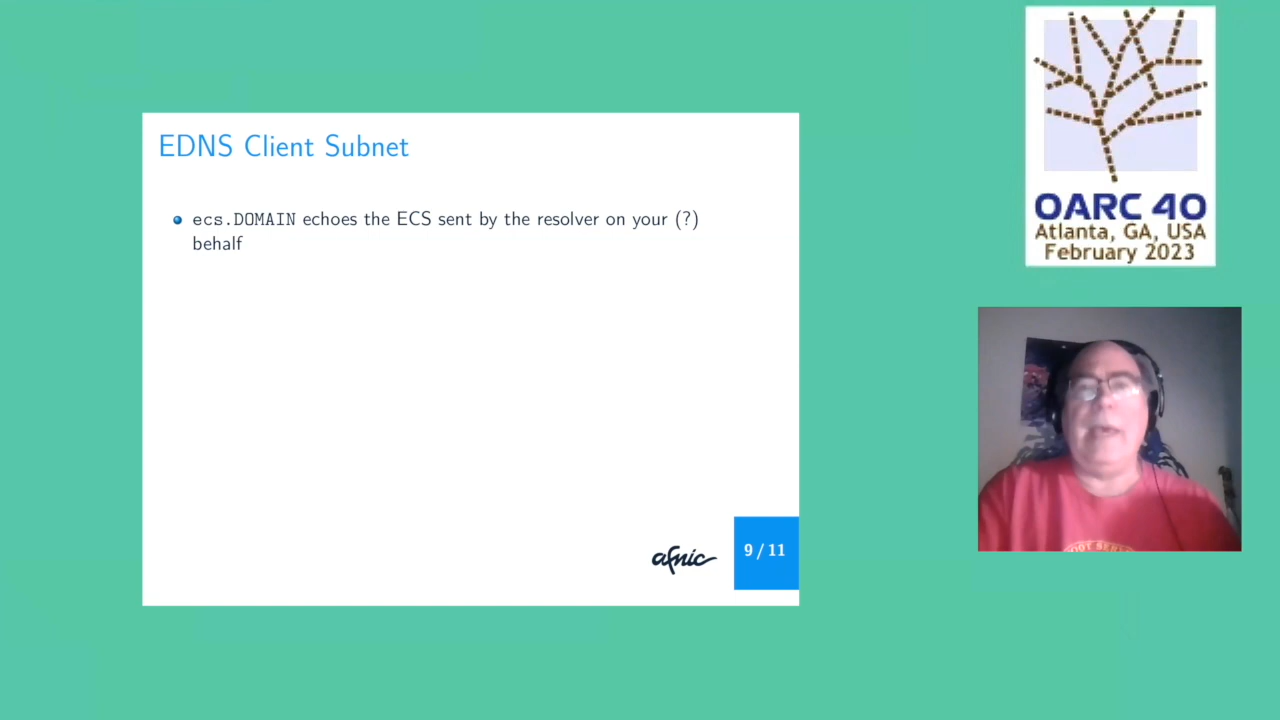 EDNS Client Subnet
ecs.DOMAIN echoes the ECS sent by the resolver on your (?)
behalf
afnic
9 / 11
OARC 40
Atlanta, GA, USA
February 2023